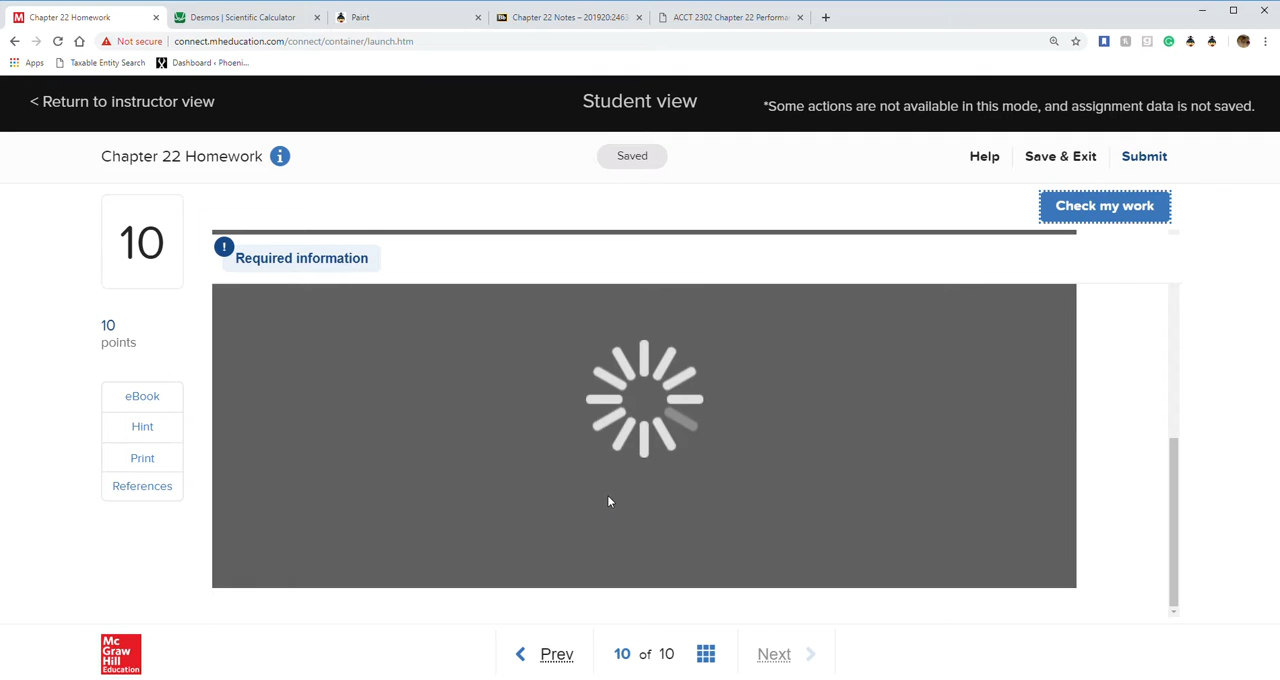 Chapter 22 Homework
Desmos | Scientific Calculator
Paint
Chapter 22 Notes – 201920:2463
ACCT 2302 Chapter 22 Performa
Not secure
connect.mheducation.com/connect/container/launch.htm
Apps
Taxable Entity Search
Dashboard ‹ Phoeni...
< Return to instructor view
Student view
*Some actions are not available in this mode, and assignment data is not saved.
Chapter 22 Homework
i
Saved
Help
Save & Exit
Submit
Check my work
10
!
Required information
10
points
eBook
Hint
Print
References
Mc
Graw
Hill
Education
Prev
10 of 10
Next